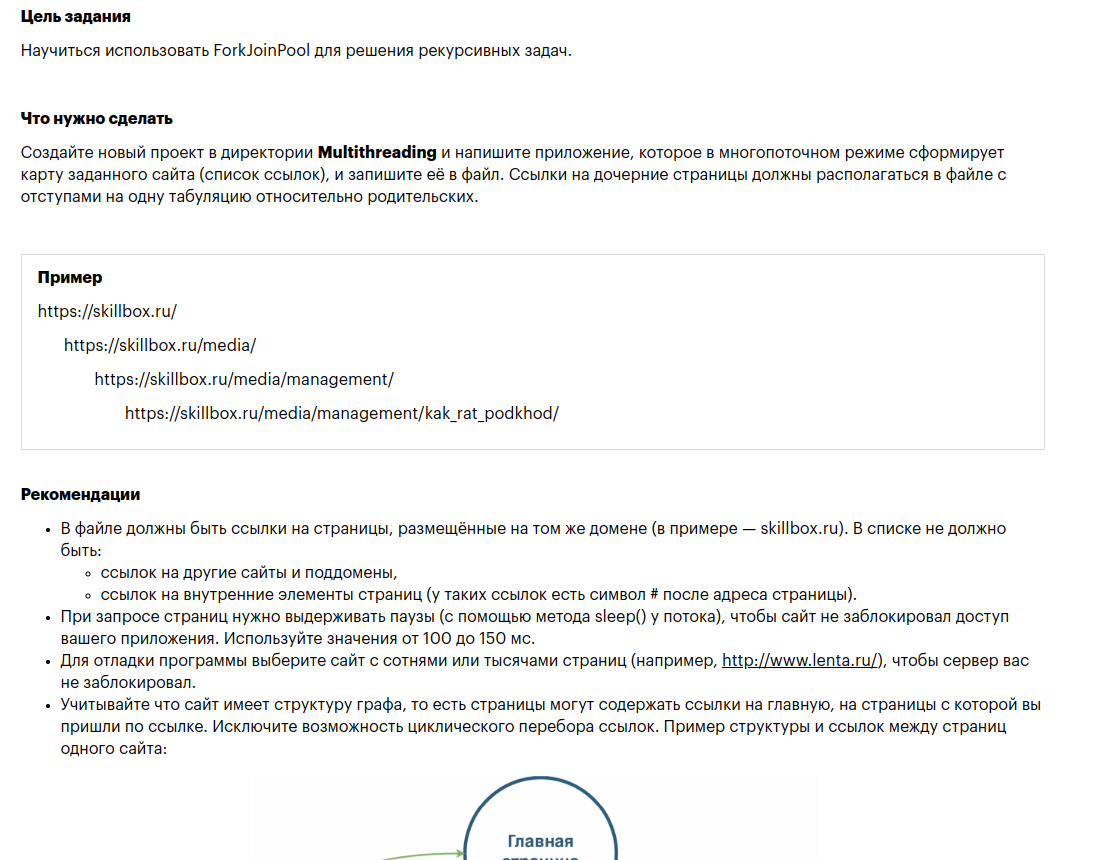 Цель задания
Научиться использовать ForkJoinPool для решения рекурсивных задач.
Что нужно сделать
Создайте новый проект в директории Multithreading и напишите приложение, которое в многопоточном режиме сформирует
карту заданного сайта (список ссылок), и запишите её в файл. Ссылки на дочерние страницы должны располагаться в файле с
отступами на одну табуляцию относительно родительских.
Пример
https://skillbox.ru/
https://skillbox.ru/media/
https://skillbox.ru/media/management/
https://skillbox.ru/media/management/kak_rat_podkhod/
Рекомендации
• В файле должны быть ссылки на страницы, размещённые на том же домене (в примере — skillbox.ru). В списке не должно
быть:
◦ ссылок на другие сайты и поддомены,
◦ ссылок на внутренние элементы страниц (у таких ссылок есть символ # после адреса страницы).
• При запросе страниц нужно выдерживать паузы (с помощью метода sleep() у потока), чтобы сайт не заблокировал доступ
вашего приложения. Используйте значения от 100 до 150 мс.
• Для отладки программы выберите сайт с сотнями или тысячами страниц (например, http://www.lenta.ru/), чтобы сервер вас
не заблокировал.
• Учитывайте что сайт имеет структуру графа, то есть страницы могут содержать ссылки на главную, на страницы с которой вы
пришли по ссылке. Исключите возможность циклического перебора ссылок. Пример структуры и ссылок между страниц
одного сайта:
Главная